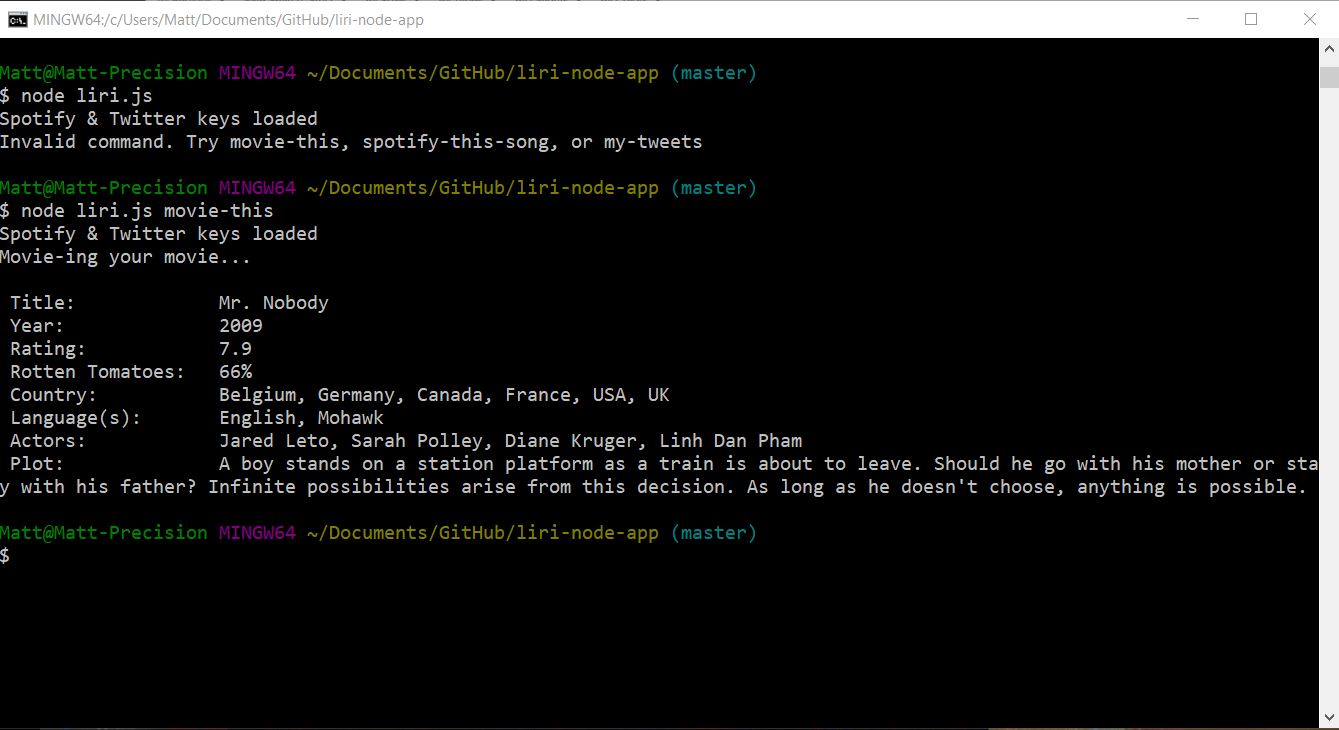 MINGW64:/c/Users/Matt/Documents/GitHub/liri-node-app
Matt@Matt-Precision MINGW64 ~/Documents/GitHub/liri-node-app (master)
$ node liri.js
Spotify & Twitter keys loaded
Invalid command. Try movie-this, spotify-this-song, or my-tweets
Matt@Matt-Precision MINGW64 ~/Documents/GitHub/liri-node-app (master)
$ node liri.js movie-this
Spotify & Twitter keys loaded
Movie-ing your movie...
Title: Mr. Nobody
Year: 2009
Rating: 7.9
Rotten Tomatoes: 66%
Country: Belgium, Germany, Canada, France, USA, UK
Language(s): English, Mohawk
Actors: Jared Leto, Sarah Polley, Diane Kruger, Linh Dan Pham
Plot: A boy stands on a station platform as a train is about to leave. Should he go with his mother or sta
y with his father? Infinite possibilities arise from this decision. As long as he doesn't choose, anything is possible.
Matt@Matt-Precision MINGW64 ~/Documents/GitHub/liri-node-app (master)
$